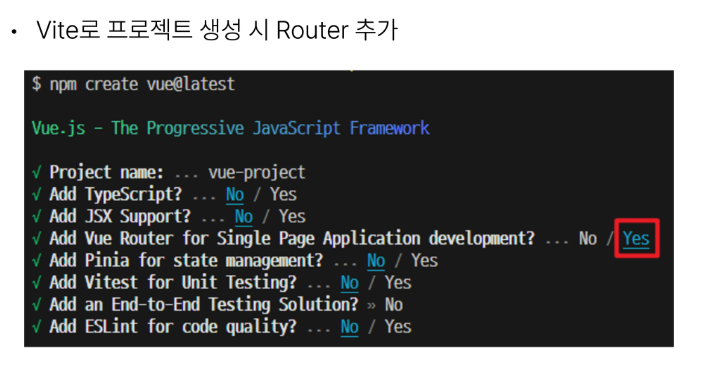 • Vite로 프로젝트 생성 시 Router 추가
$ npm create vue@latest
Vue.js - The Progressive JavaScript Framework
√ Project name: ... vue-project
√ Add TypeScript? ... No / Yes
√ Add JSX Support? ... No / Yes
√ Add Vue Router for Single Page Application development? ... No / Yes
√ Add Pinia for state management? ... No / Yes
√ Add Vitest for Unit Testing? ... No / Yes
√ Add an End-to-End Testing Solution? » No
√ Add ESLint for code quality? ... No / Yes